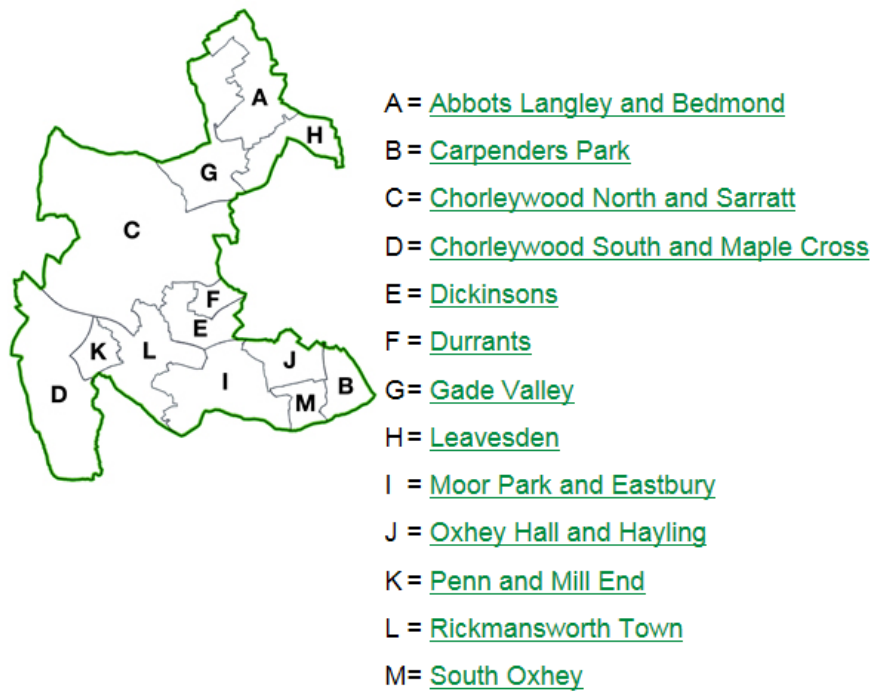 A
H
G
C
F
E
K
L
J
I
B
D
M
A = Abbots Langley and Bedmond
B = Carpenders Park
C = Chorleywood North and Sarratt
D = Chorleywood South and Maple Cross
E = Dickinsons
F = Durrants
G = Gade Valley
H = Leavesden
I = Moor Park and Eastbury
J = Oxhey Hall and Hayling
K = Penn and Mill End
L = Rickmansworth Town
M= South Oxhey